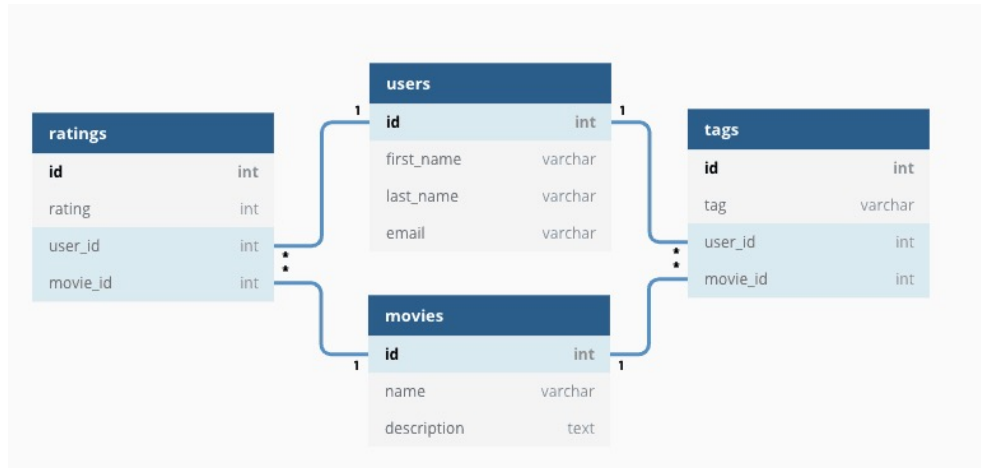 users
1
id int
1
first_name varchar
last_name varchar
email varchar
ratings
id int
rating int
user_id int
*
movie_id int
*
tags
id int
tag varchar
user_id int
*
movie_id int
*
movies
id int
1
1
name varchar
description text